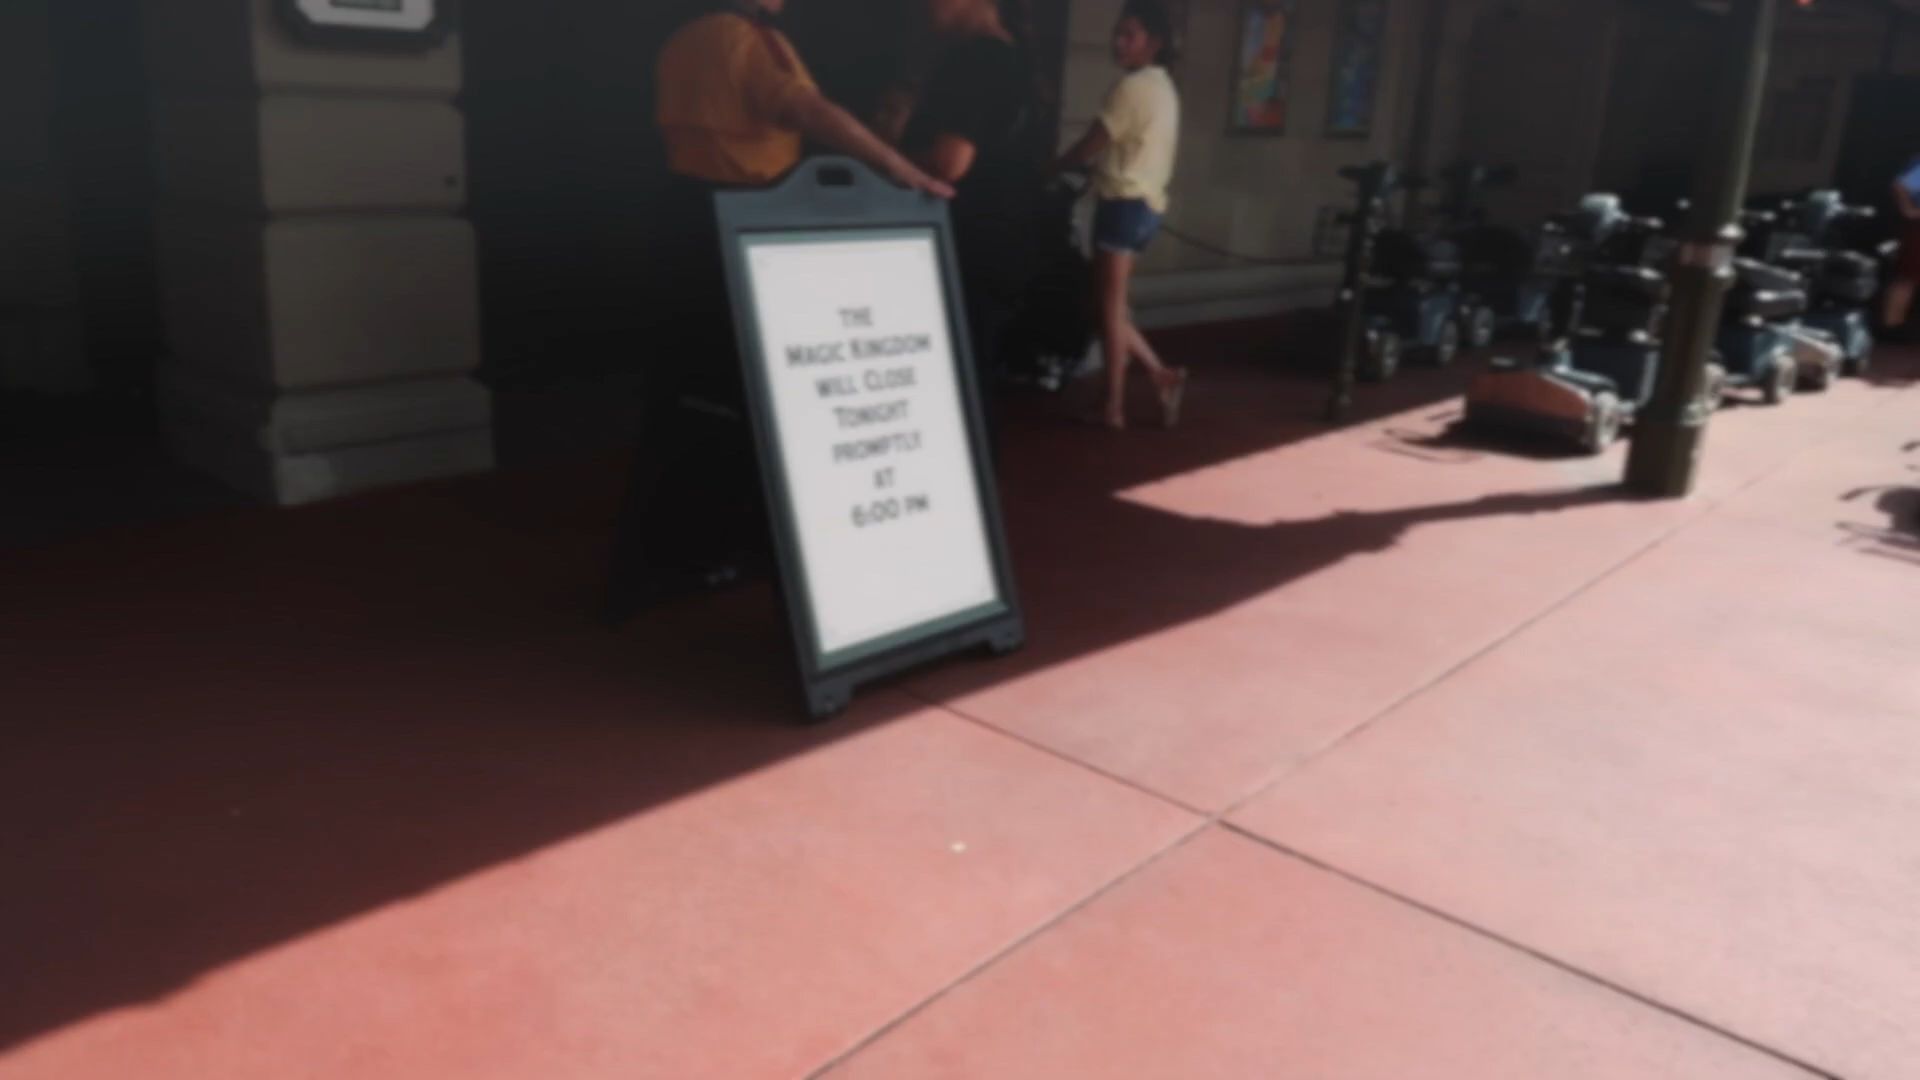 THE
MAGIC KINGDOM
WILL CLOSE
TONIGHT
PROMPTLY
AT
6:00 PM